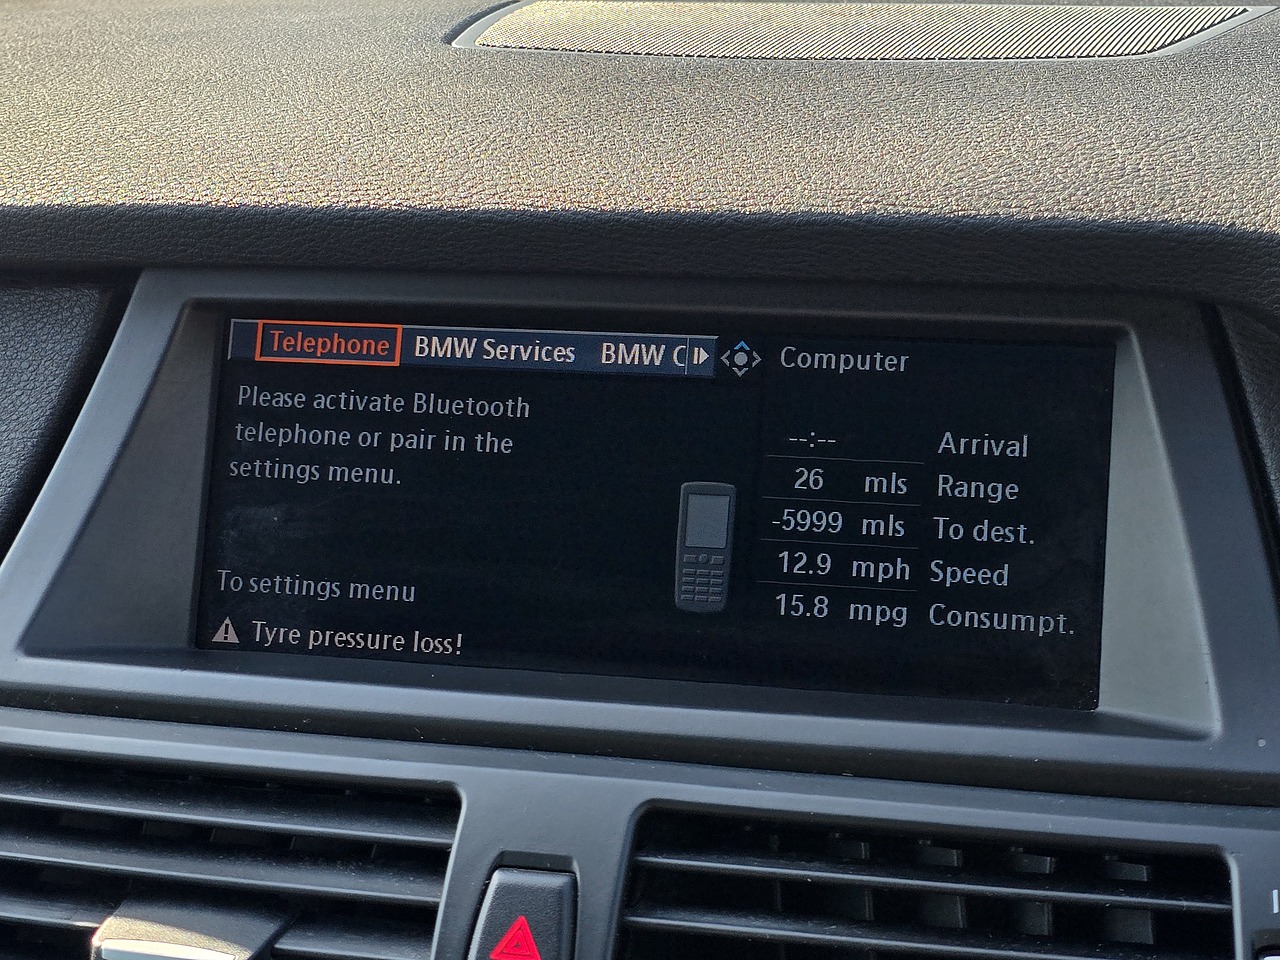 Telephone BMW Services BMW C
Please activate Bluetooth
telephone or pair in the
settings menu.
To settings menu
Tyre pressure loss!
Computer
--:-- Arrival
26 mls Range
-5999 mls To dest.
12.9 mph Speed
15.8 mpg Consumpt.